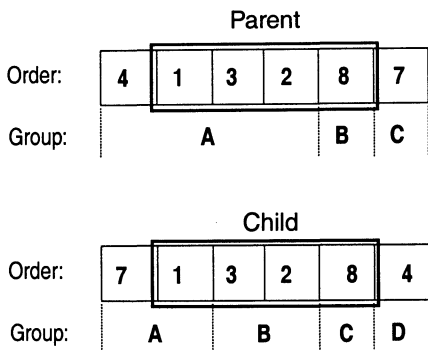 Parent
Order: 4 1 3 2 8 7
Group: A B C
Child
Order: 7 1 3 2 8 4
Group: A B C D